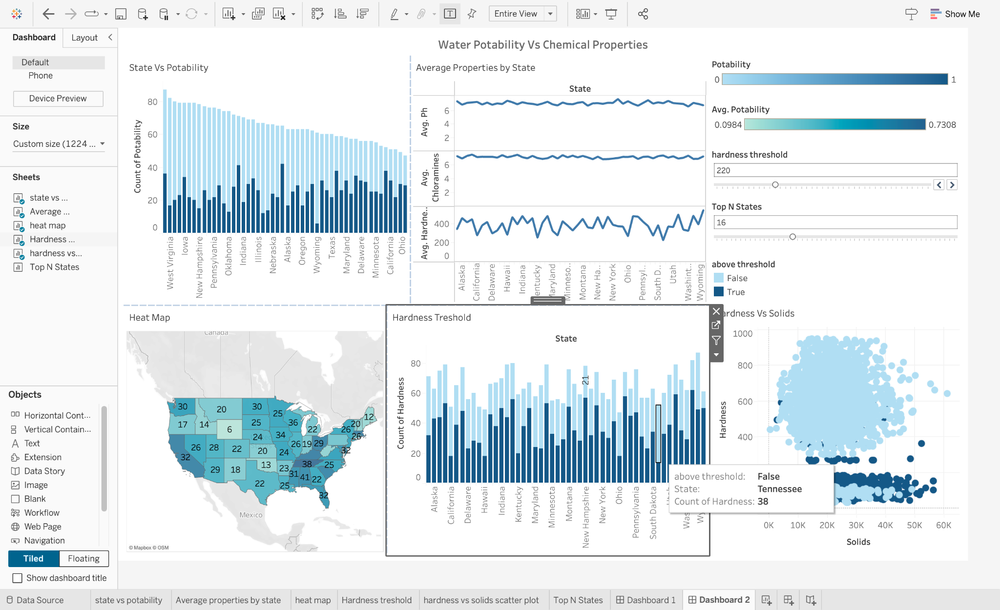 Entire View
Show Me
Dashboard
Layout
Default
Phone
Device Preview
Size
Custom size (1224 ...
Sheets
state vs ...
Average ...
heat map
Hardness ...
hardness vs...
Top N States
Objects
Horizontal Cont...
Vertical Contain...
Text
Extension
Data Story
Image
Blank
Workflow
Web Page
Navigation
Tiled
Floating
Show dashboard title
Water Potability Vs Chemical Properties
State Vs Potability
Count of Potability
80
60
40
20
0
West Virginia
Iowa
New Hampshire
Pennsylvania
Oklahoma
Indiana
Illinois
Nebraska
Alaska
Oregon
Wyoming
Texas
Maryland
Delaware
Minnesota
California
Ohio
Average Properties by State
State
Avg. Ph
6
4
2
Avg. Chloramines
6
4
2
Avg. Hardne..
400
200
0
Alaska
California
Delaware
Hawaii
Indiana
entucky
aryland
Minneso..
Montana
New Ha..
New York
Ohio
Pennsyl..
South D..
Utah
Washint..
Wyoming
Potability
0
1
Avg. Potability
0.0984
0.7308
hardness threshold
220
Top N States
16
above threshold
False
True
Heat Map
Canada
30
20
30
25
17
14
6
25
36
22
12
20
26
26
24
34
26
28
22
26
19
29
32
32
20
24
38
25
29
18
13
23
31
41
22
22
25
32
Mexico
© Mapbox © OSM
Hardness Treshold
State
Count of Hardness
80
60
40
20
0
21
Alaska
California
Delaware
Hawaii
Indiana
Kentucky
Maryland
Minnesota
Montana
New Hampshire
New York
Ohio
Pennsylvania
South Dakota
Was
Wy
above threshold: False
State: Tennessee
Count of Hardness: 38
ardness Vs Solids
Hardness
1000
800
600
400
0K
10K
20K
30K
40K
50K
60K
Solids
Data Source
state vs potability
Average properties by state
heat map
Hardness treshold
hardness vs solids scatter plot
Top N States
Dashboard 1
Dashboard 2